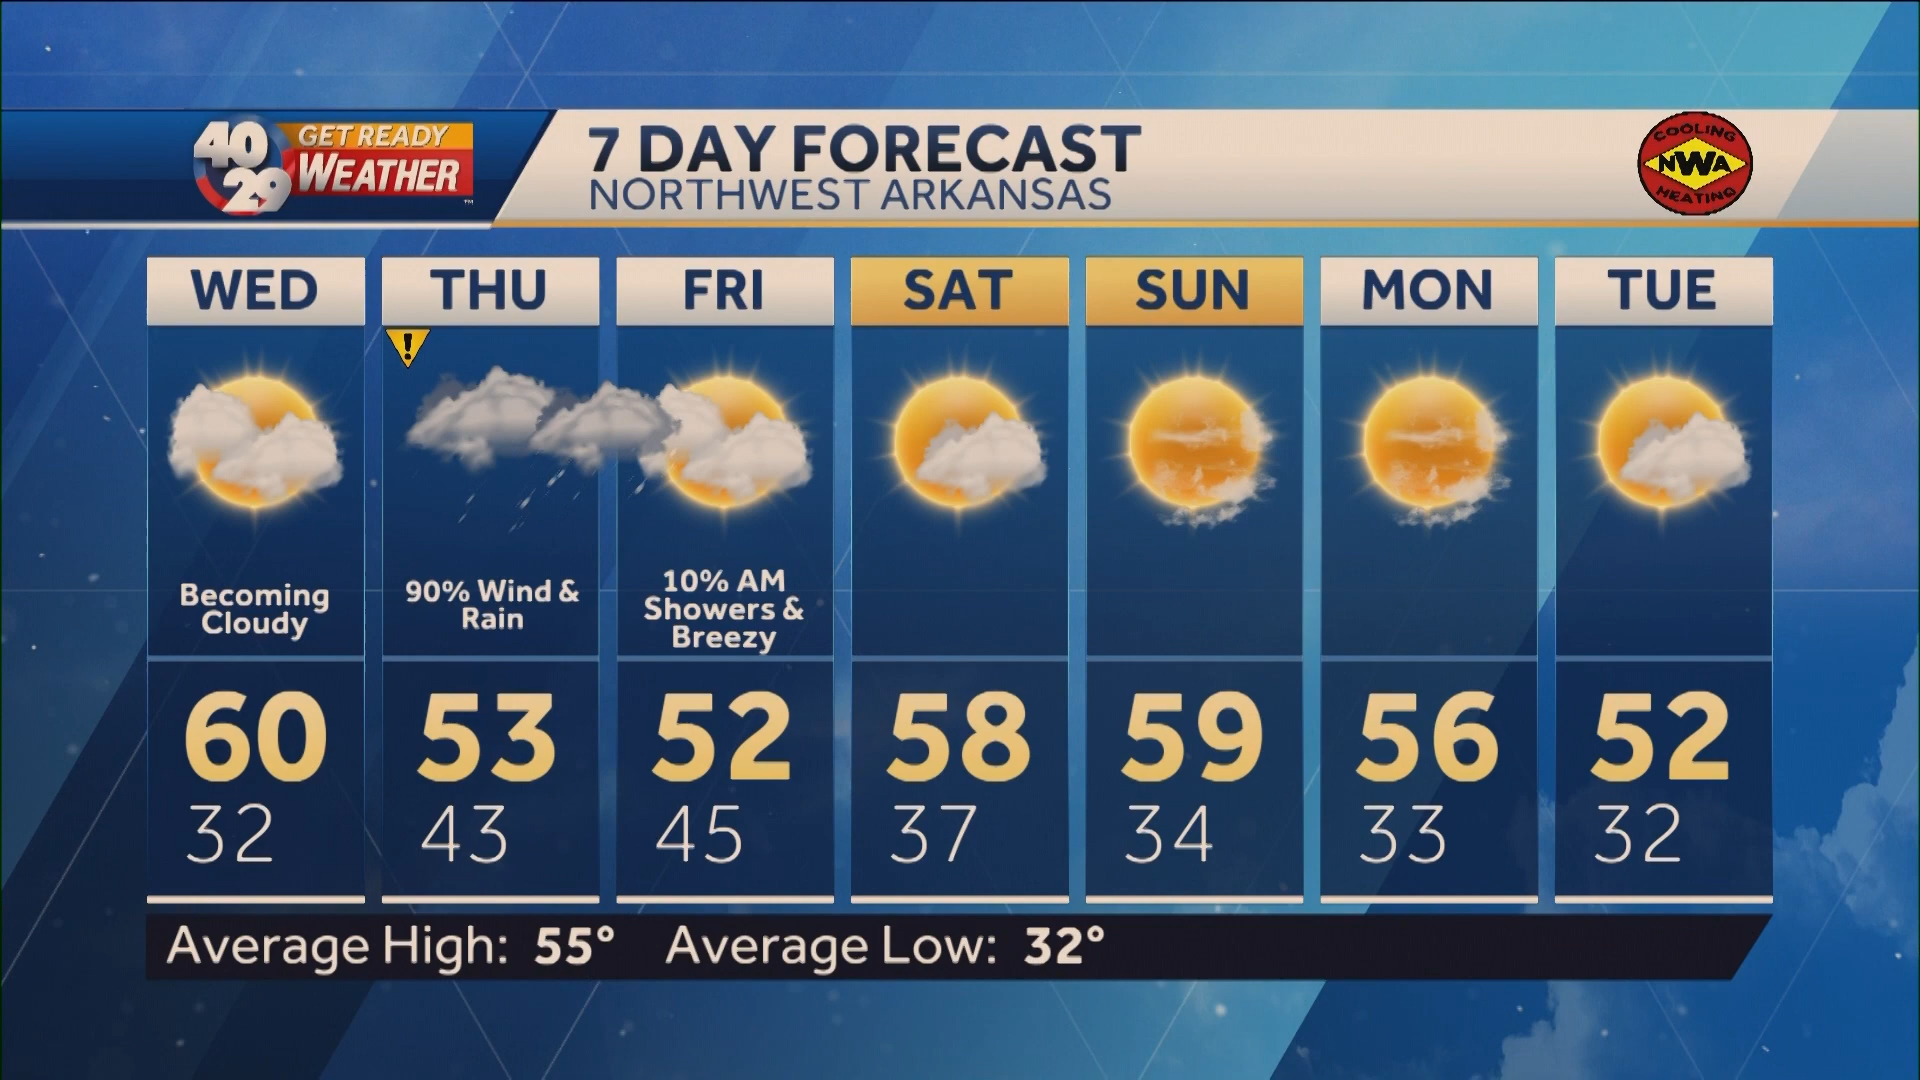 40
29
GET READY
WEATHER
™
7 DAY FORECAST
NORTHWEST ARKANSAS
COOLING
NWA
HEATING
WED
THU
FRI
SAT
SUN
MON
TUE
!
Becoming
Cloudy
90% Wind &
Rain
10% AM
Showers &
Breezy
60
53
52
58
59
56
52
32
43
45
37
34
33
32
Average High: 55° Average Low: 32°